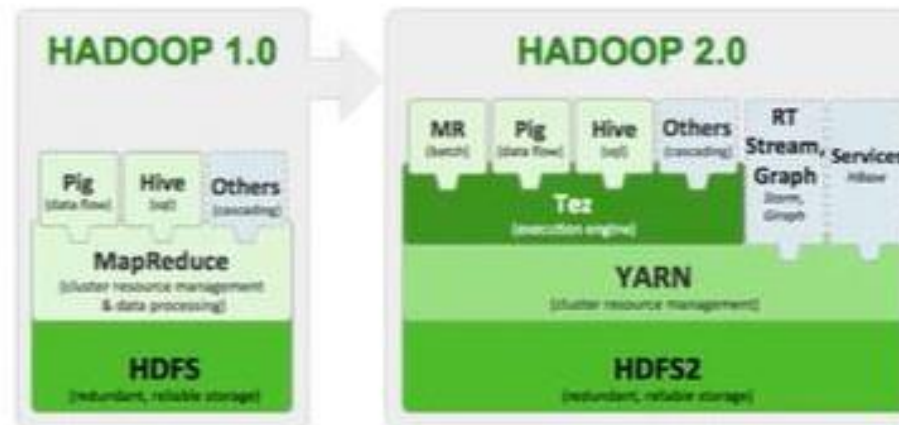 HADOOP 1.0
Pig
(data flow)
Hive
(sql)
Others
(cascading)
MapReduce
(cluster resource management
& data processing)
HDFS
(redundant, reliable storage)
HADOOP 2.0
MR
(batch)
Pig
(data flow)
Hive
(sql)
Others
(cascading)
RT
Stream,
Graph
Storm,
Giraph
Services
HBase
Tez
(execution engine)
YARN
(cluster resource management)
HDFS2
(redundant, reliable storage)